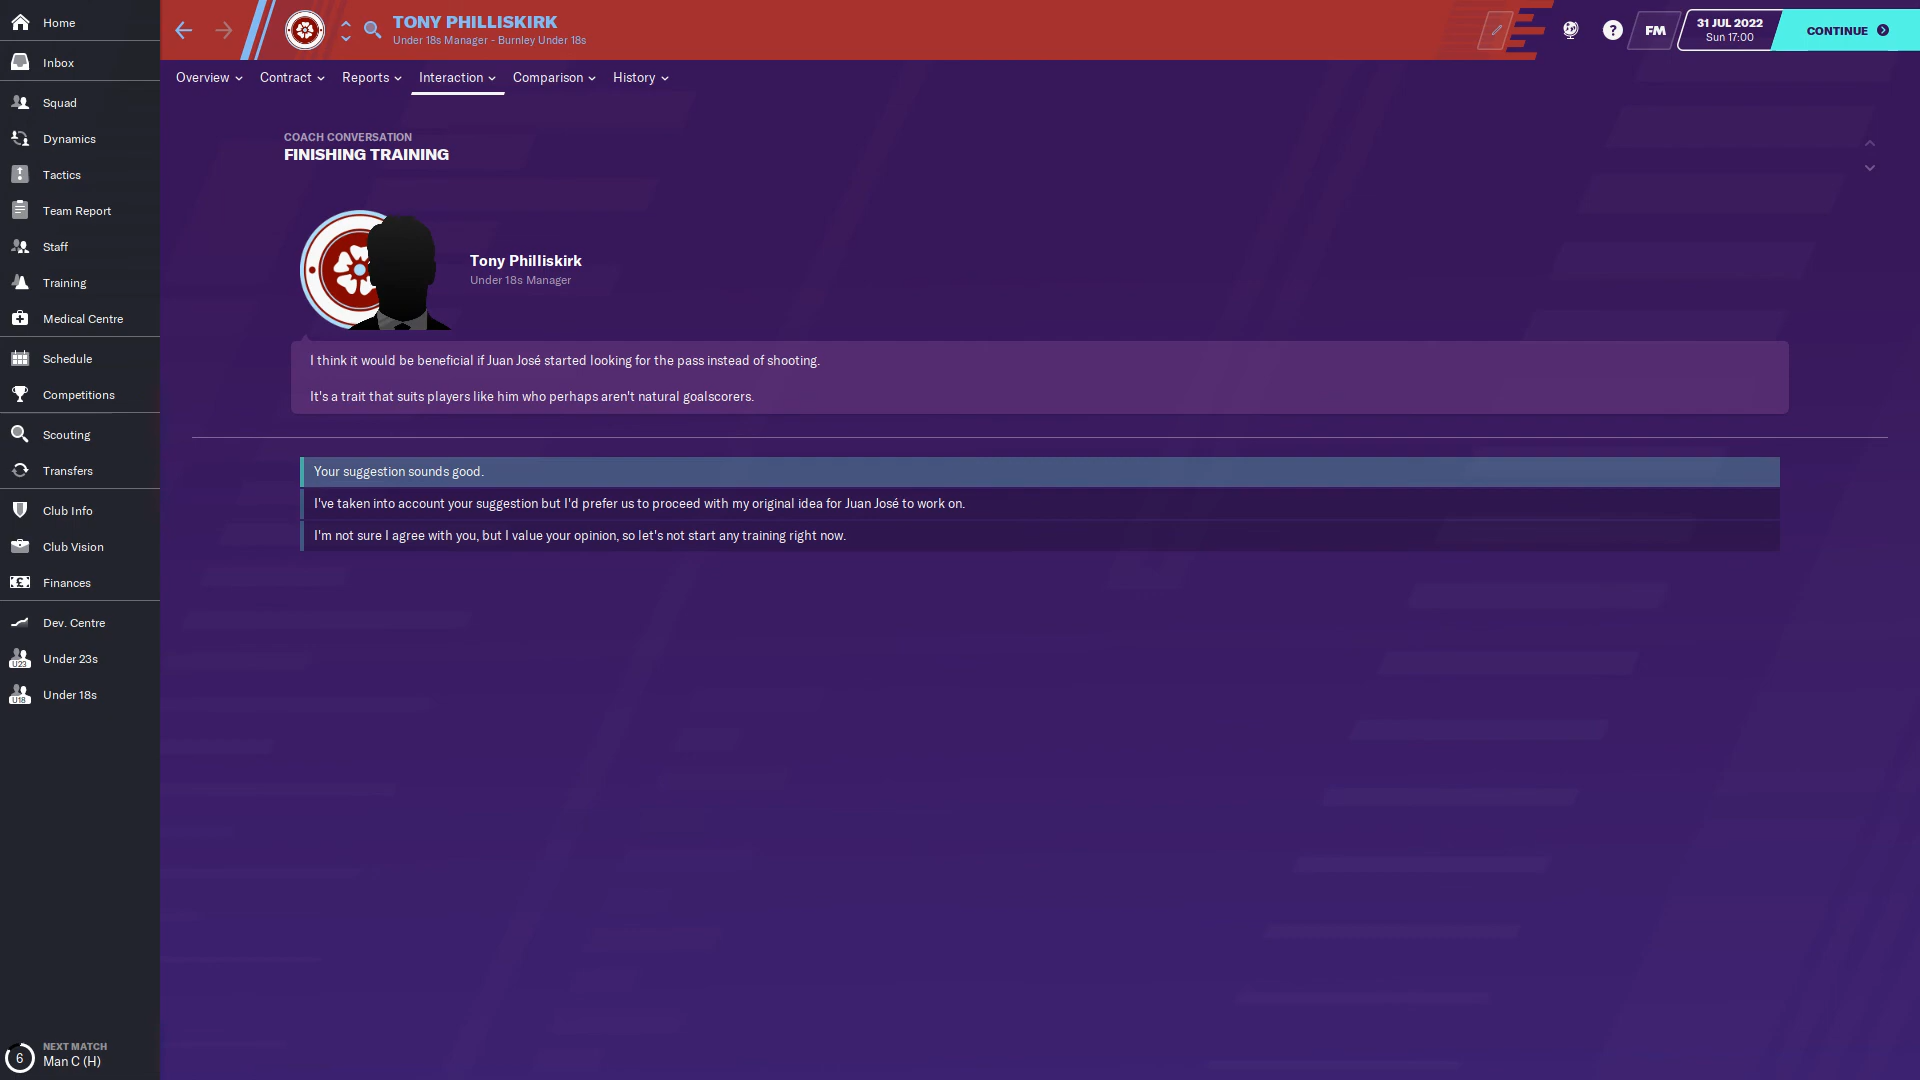 Home
Inbox
Squad
Dynamics
Tactics
Team Report
Staff
Training
Medical Centre
Schedule
Competitions
Scouting
Transfers
Club Info
Club Vision
Finances
Dev. Centre
U23
Under 23s
U18
Under 18s
6
NEXT MATCH
Man C (H)
TONY PHILLISKIRK
Under 18s Manager - Burnley Under 18s
?
FM
31 JUL 2022
Sun 17:00
CONTINUE
Overview
Contract
Reports
Interaction
Comparison
History
COACH CONVERSATION
FINISHING TRAINING
Tony Philliskirk
Under 18s Manager
I think it would be beneficial if Juan José started looking for the pass instead of shooting.
It's a trait that suits players like him who perhaps aren't natural goalscorers.
Your suggestion sounds good.
I've taken into account your suggestion but I'd prefer us to proceed with my original idea for Juan José to work on.
I'm not sure I agree with you, but I value your opinion, so let's not start any training right now.